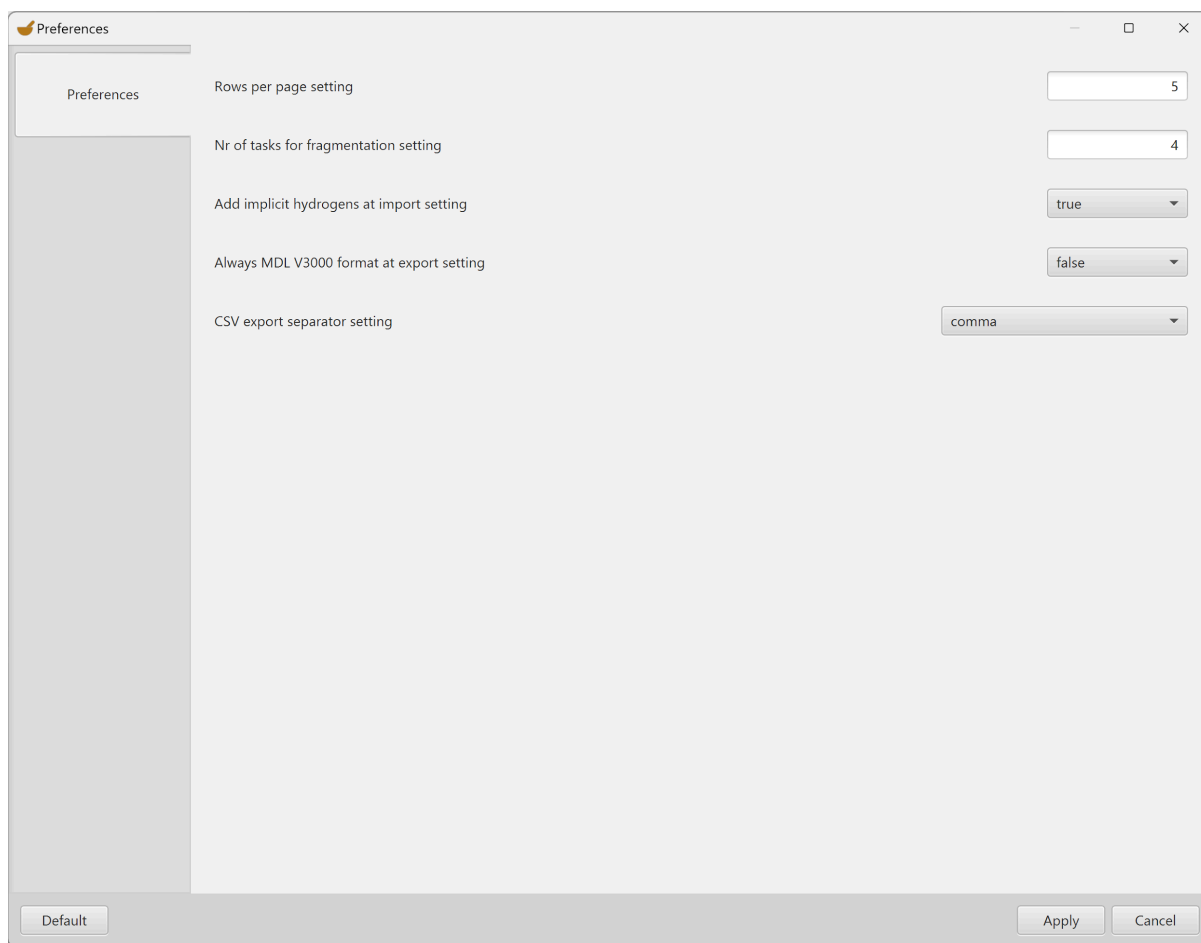 Preferences
Preferences
Rows per page setting 5
Nr of tasks for fragmentation setting 4
Add implicit hydrogens at import setting true
Always MDL V3000 format at export setting false
CSV export separator setting comma
Default Apply Cancel